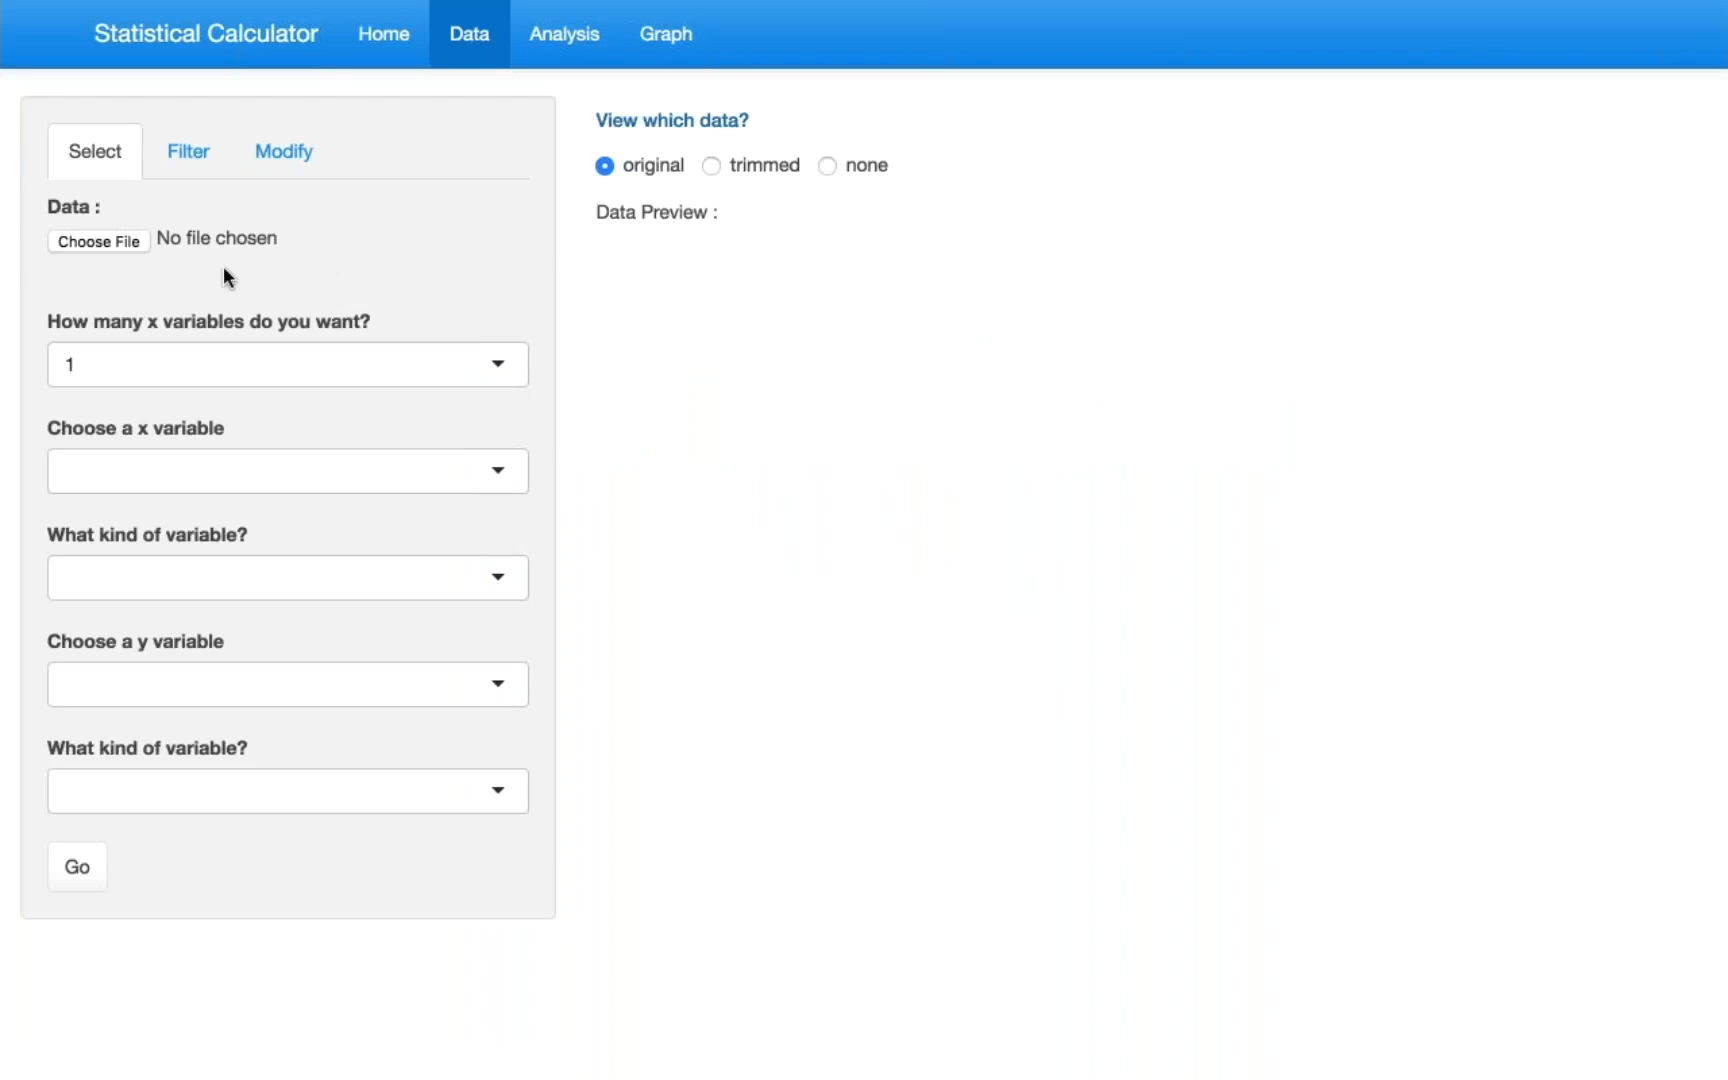 Statistical Calculator Home Data Analysis Graph
Select Filter Modify
Data :
Choose File No file chosen
How many x variables do you want?
1
Choose a x variable
What kind of variable?
Choose a y variable
What kind of variable?
Go
View which data?
original trimmed none
Data Preview :